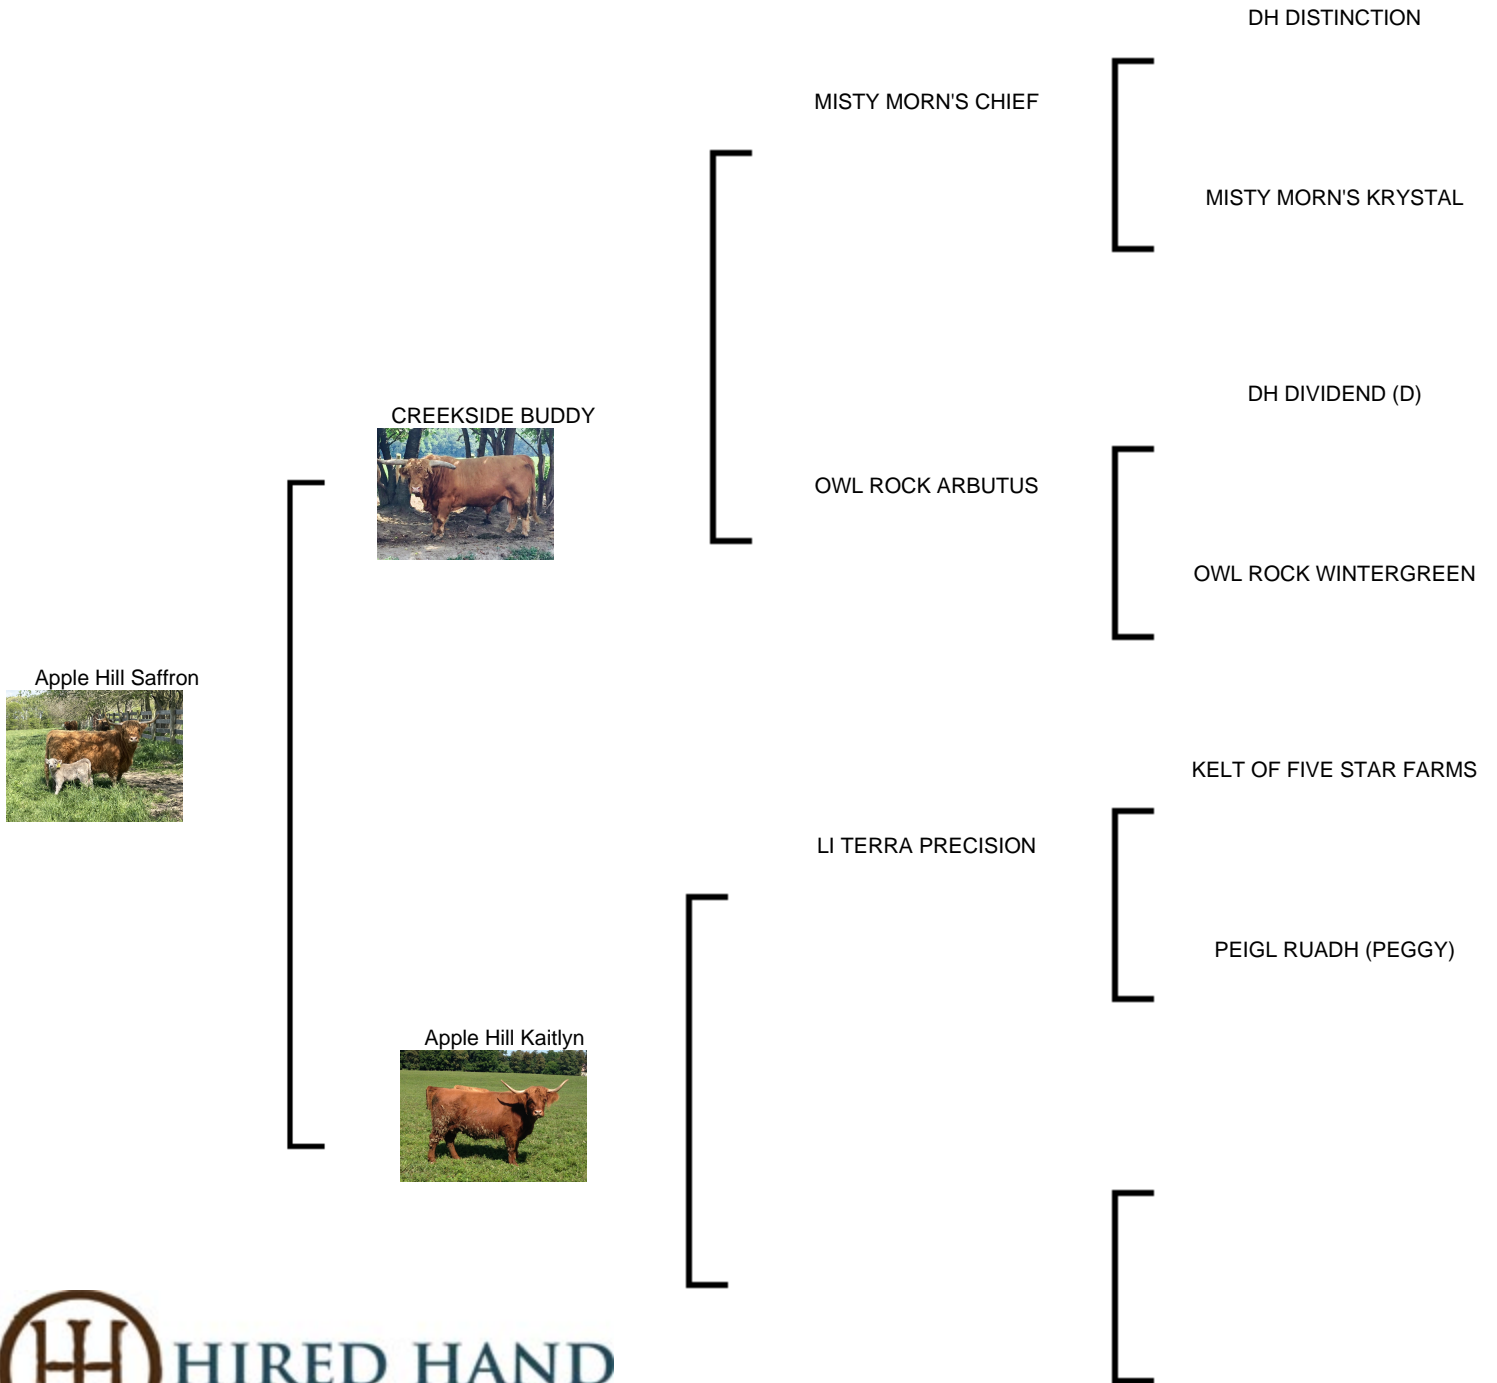 DH DISTINCTION
MISTY MORN'S CHIEF
MISTY MORN'S KRYSTAL
DH DIVIDEND (D)
CREEKSIDE BUDDY
OWL ROCK ARBUTUS
OWL ROCK WINTERGREEN
Apple Hill Saffron
KELT OF FIVE STAR FARMS
LI TERRA PRECISION
PEIGL RUADH (PEGGY)
Apple Hill Kaitlyn
HIRED HAND